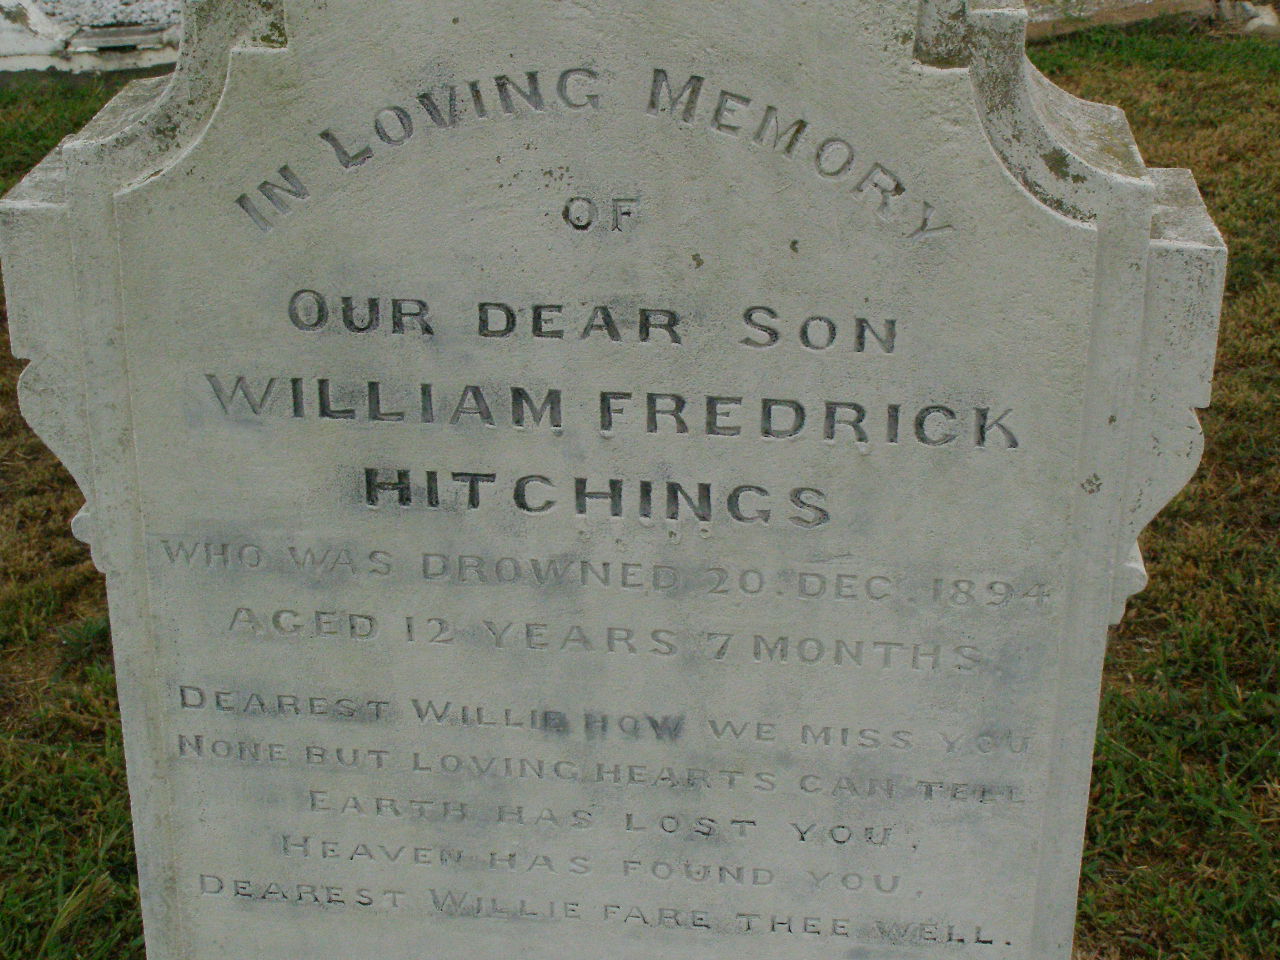 IN LOVING MEMORY
OF
OUR DEAR SON
WILLIAM FREDRICK
HITCHINGS
WHO WAS DROWNED 20. DEC. 1894
AGED 12 YEARS 7 MONTHS
DEAREST WILLIE HOW WE MISS YOU
NONE BUT LOVING HEARTS CAN TELL
EARTH HAS LOST YOU,
HEAVEN HAS FOUND YOU,
DEAREST WILLIE FARE THEE WELL.